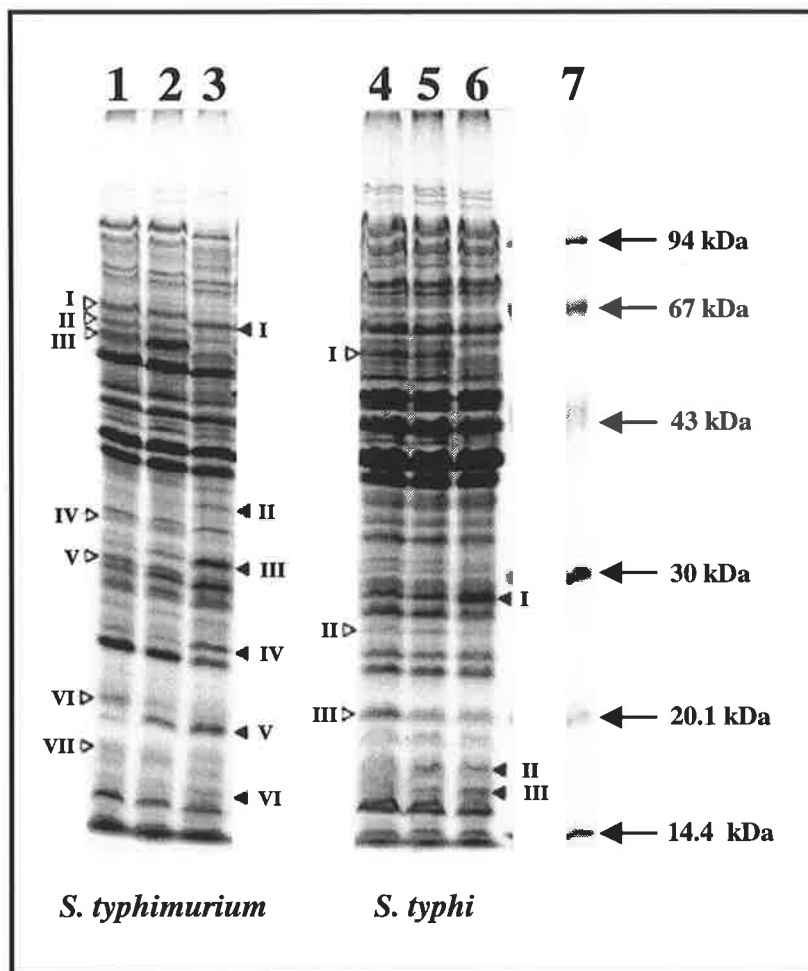 1 2 3 4 5 6 7
94 kDa
I
67 kDa
II
I
III
I
43 kDa
IV
II
V
III
30 kDa
I
II
IV
VI
III
20.1 kDa
V
VII
II
III
VI
14.4 kDa
S. typhimurium S. typhi